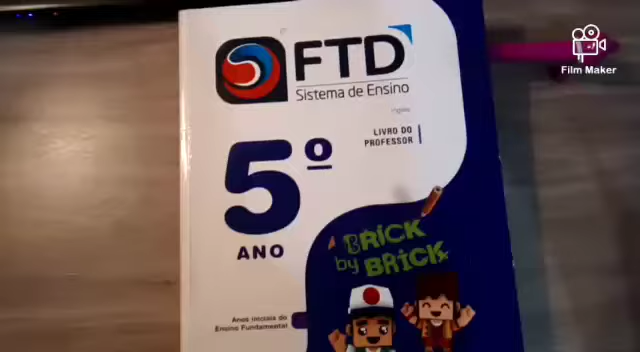 FTD
Sistema de Ensino
Inglês
LIVRO DO
PROFESSOR
5º
ANO
BRiCK
by BRiCK
Anos iniciais do
Ensino Fundamental
Film Maker